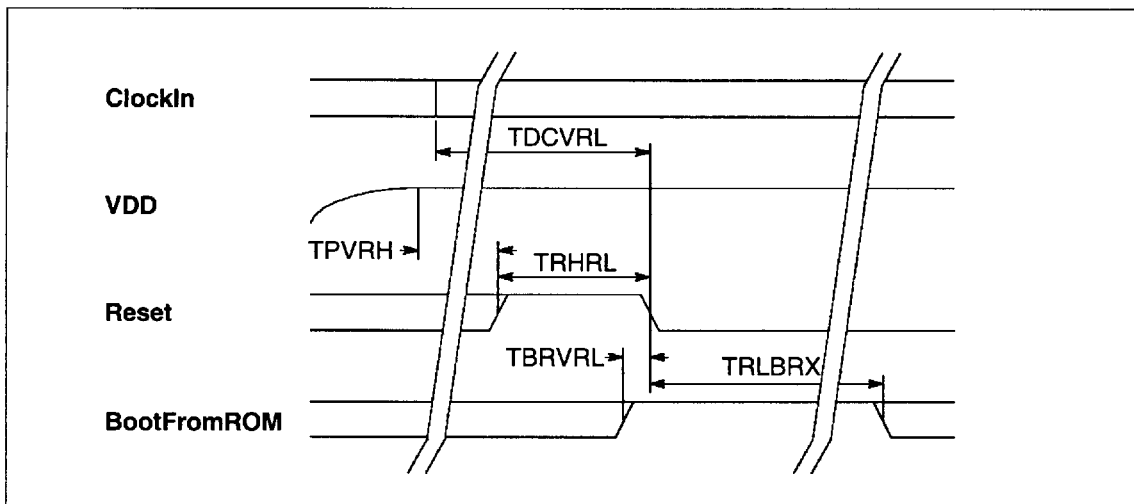 ClockIn
TDCVRL
VDD
TPVRH
TRHRL
Reset
TBRVRL
TRLBRX
BootFromROM